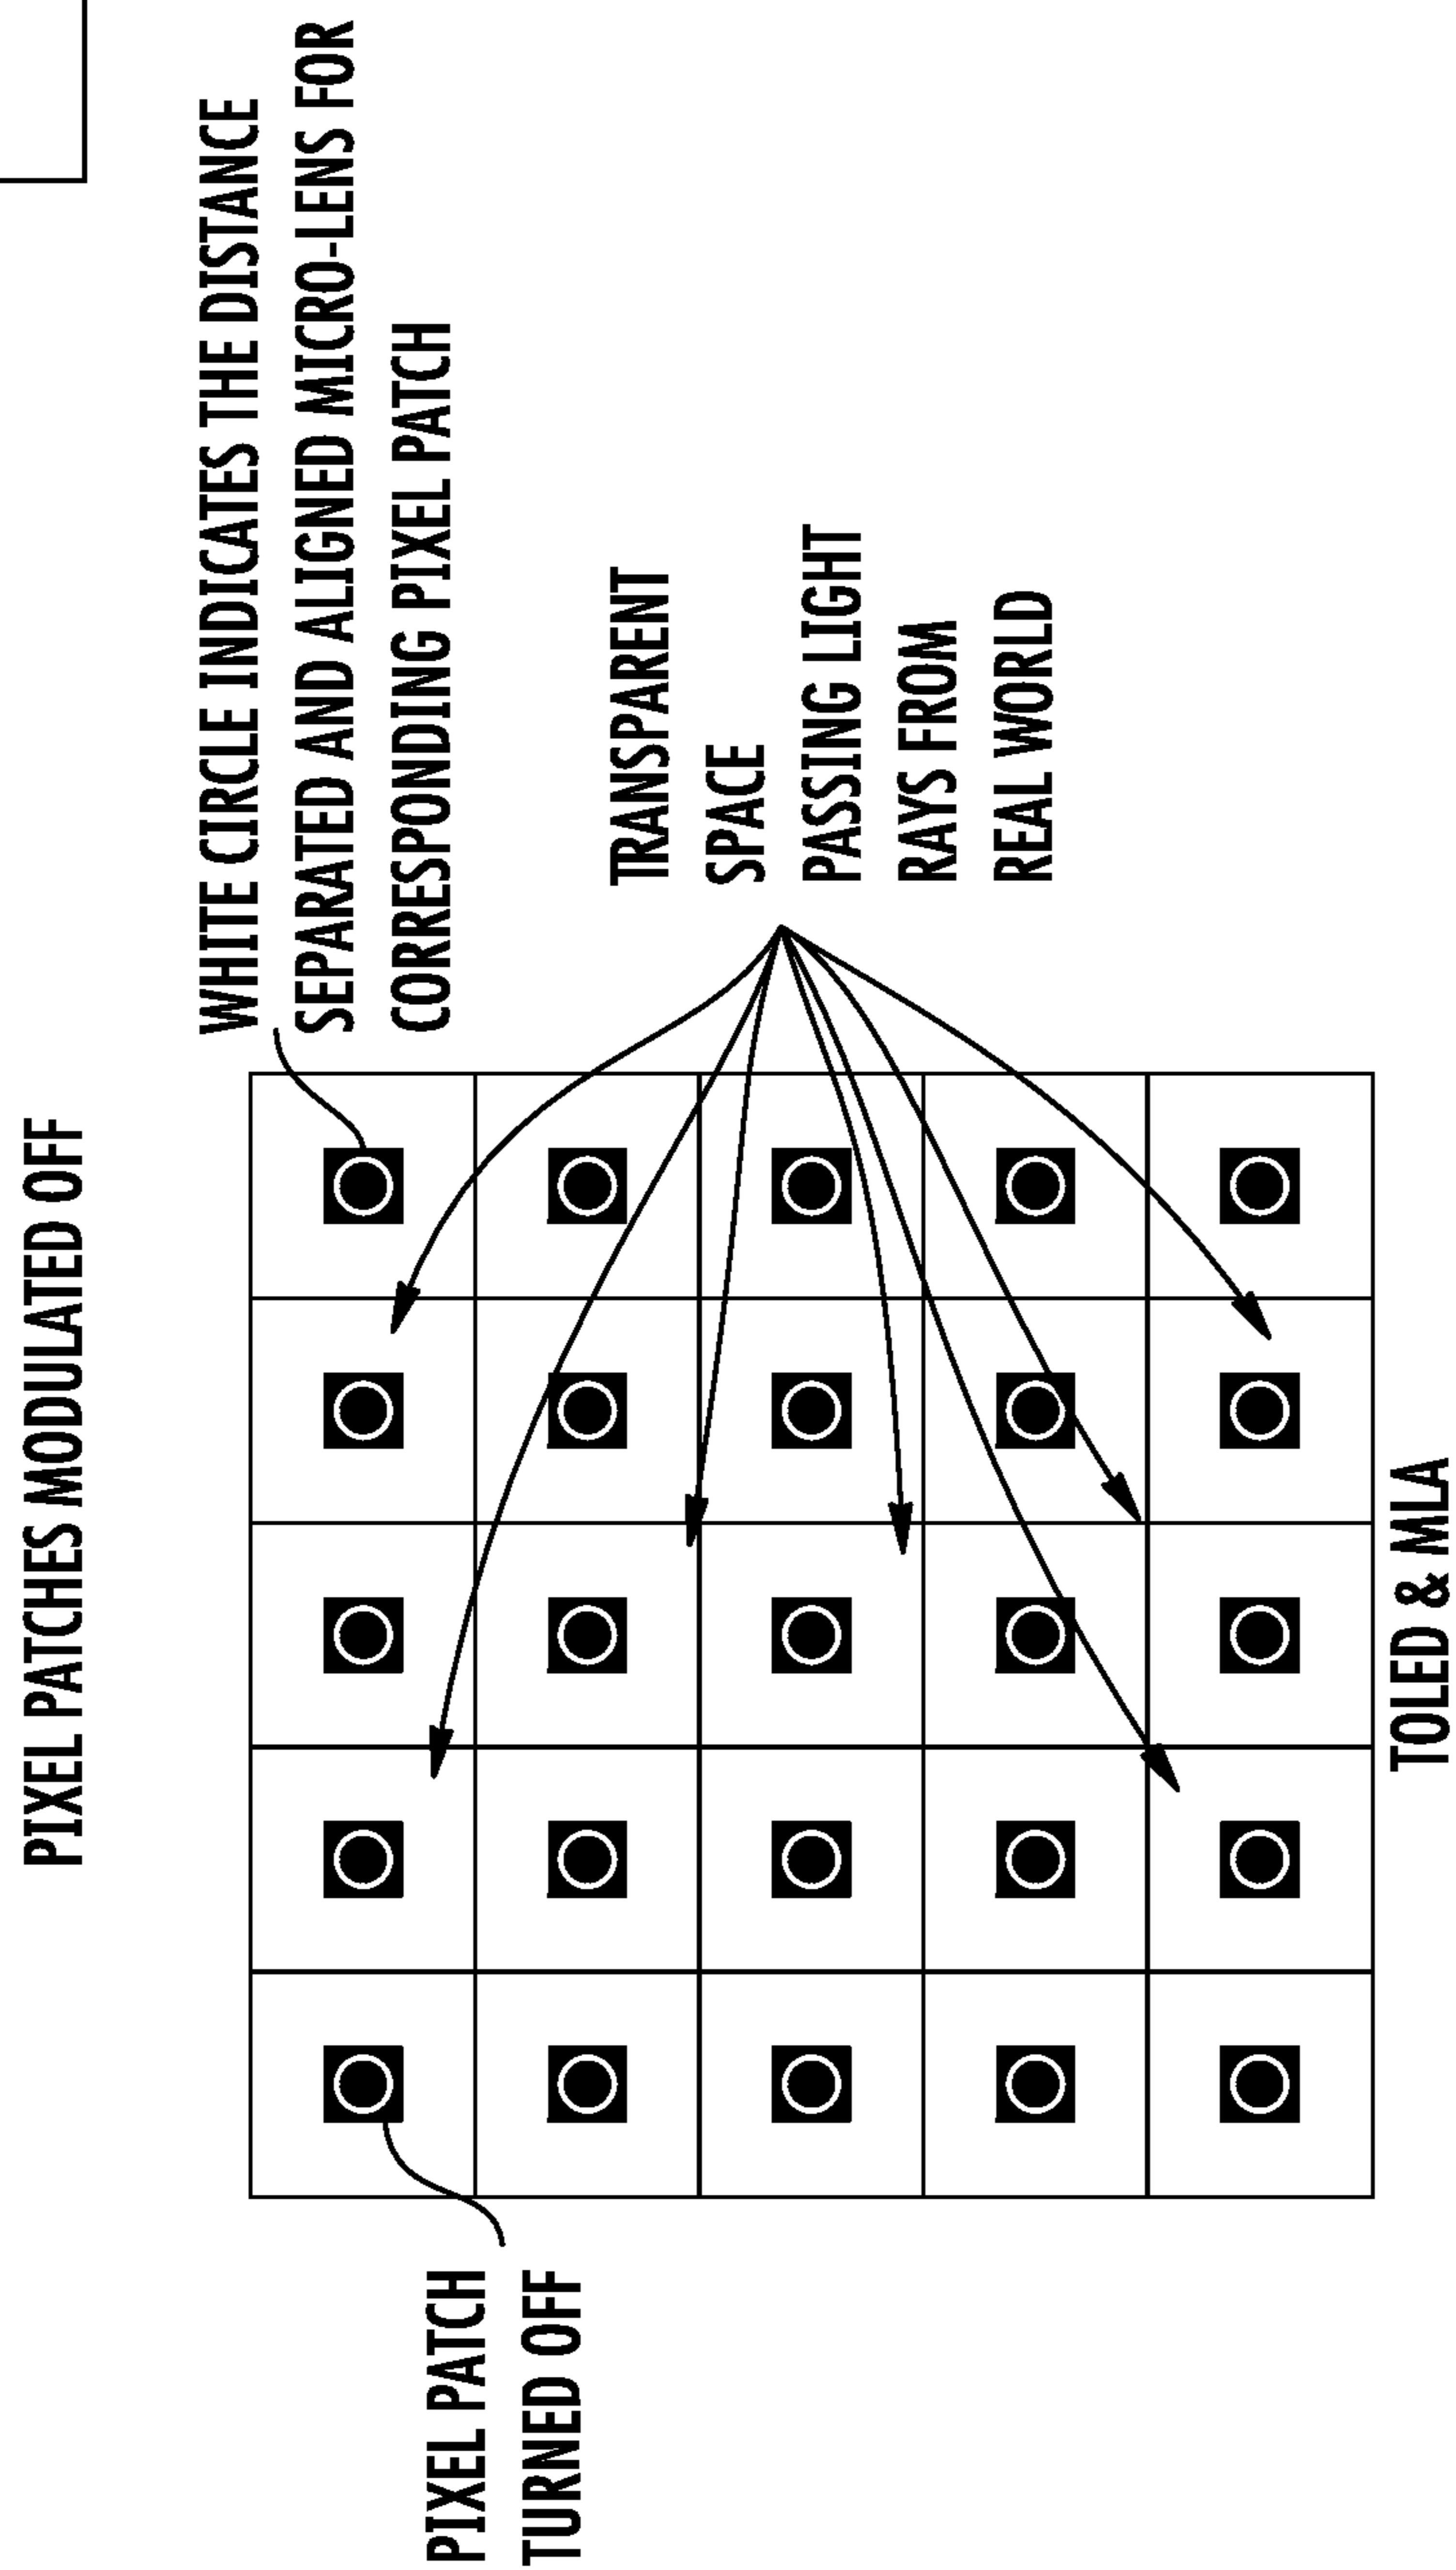 PIXEL PATCHES MODULATED OFF
WHITE CIRCLE INDICATES THE DISTANCE
SEPARATED AND ALIGNED MICRO-LENS FOR
CORRESPONDING PIXEL PATCH
PIXEL PATCH
TURNED OFF
TRANSPARENT
SPACE
PASSING LIGHT
RAYS FROM
REAL WORLD
TOLED & MLA